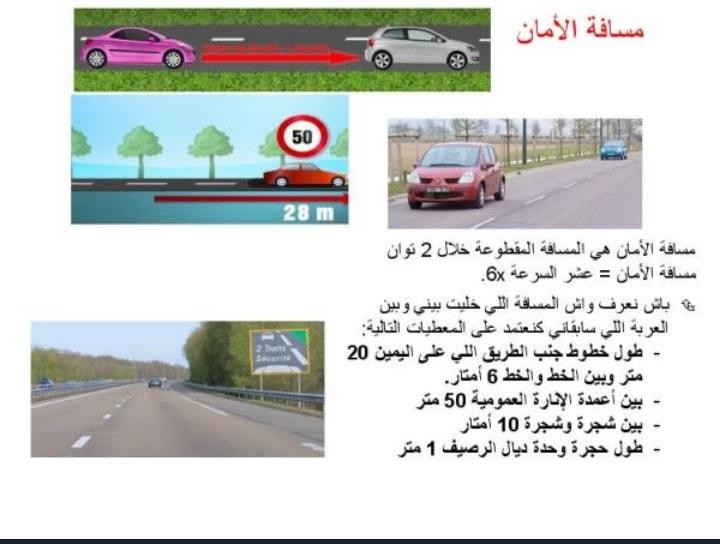 مسافة الأمان
50
28 m
مسافة الأمان هي المسافة المقطوعة خلال 2 ثوان
مسافة الأمان = عشر السرعة x6.
باش نعرف واش المسافة اللي خليت بيني وبين
العربة اللي سابقاني كنعتمد على المعطيات التالية:
- طول خطوط جنب الطريق اللي على اليمين 20
متر وبين الخط والخط 6 أمتار.
- بين أعمدة الإنارة العمومية 50 متر
- بين شجرة وشجرة 10 أمتار
- طول حجرة وحدة ديال الرصيف 1 متر
2 Traits
Sécurité